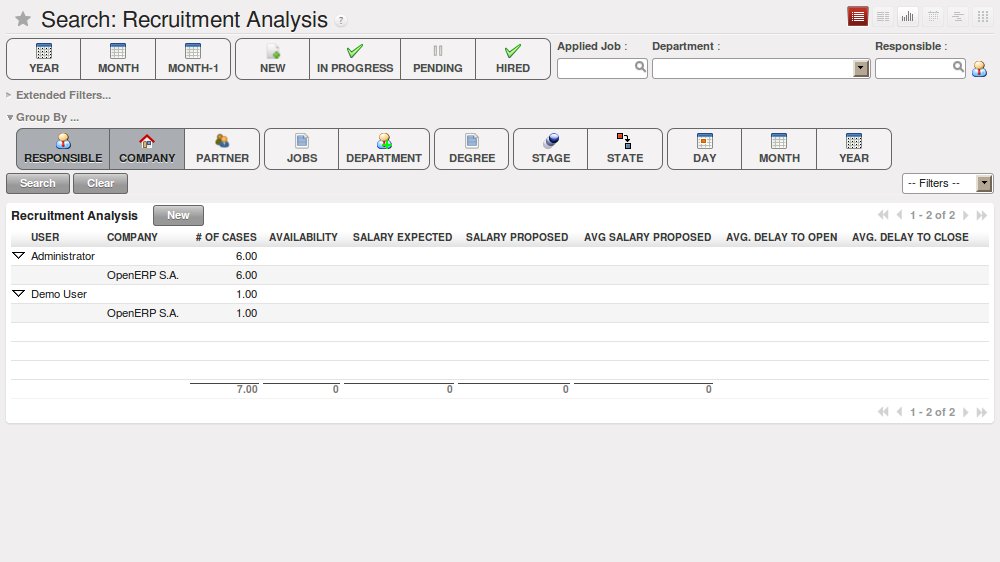 Search: Recruitment Analysis ?
YEAR MONTH MONTH-1 NEW IN PROGRESS PENDING HIRED
Applied Job : Department : Responsible :
Extended Filters...
Group By ...
RESPONSIBLE COMPANY PARTNER JOBS DEPARTMENT DEGREE STAGE STATE DAY MONTH YEAR
Search Clear -- Filters --
Recruitment Analysis New 1 - 2 of 2
USER COMPANY # OF CASES AVAILABILITY SALARY EXPECTED SALARY PROPOSED AVG SALARY PROPOSED AVG. DELAY TO OPEN AVG. DELAY TO CLOSE
Administrator 6.00
OpenERP S.A. 6.00
Demo User 1.00
OpenERP S.A. 1.00
7.00 0 0 0 0
1 - 2 of 2